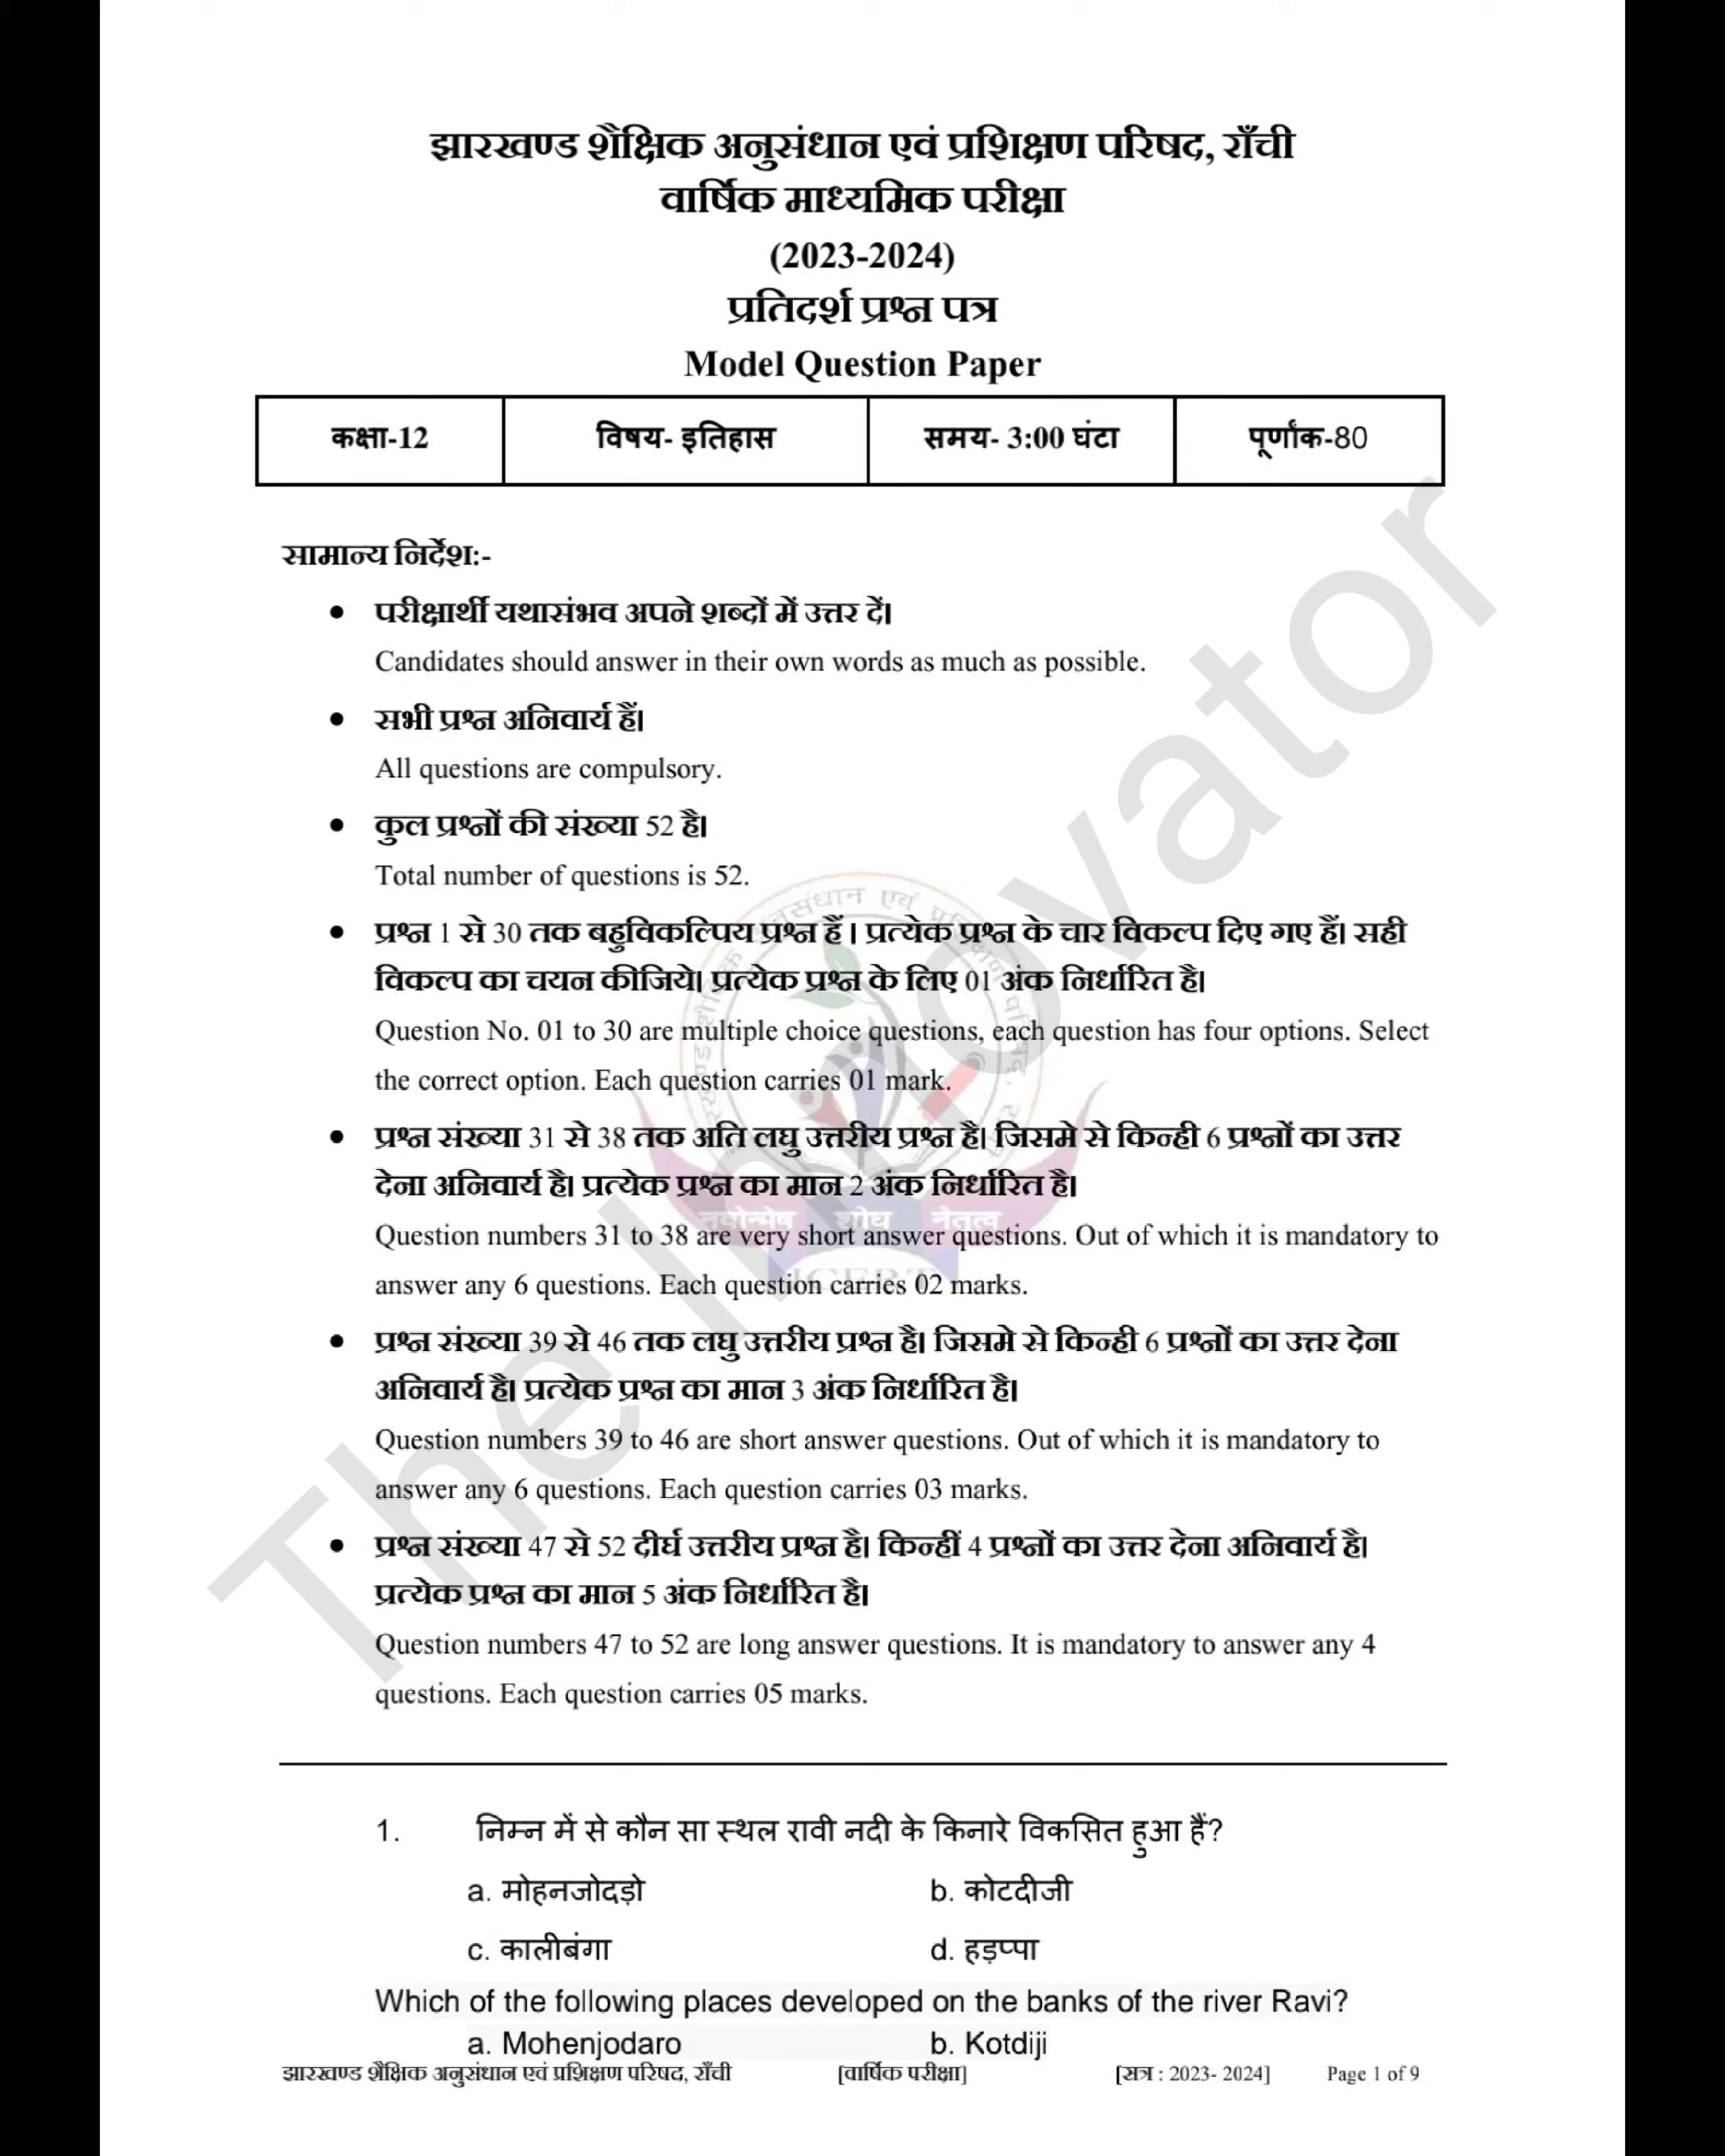 झारखण्ड शैक्षिक अनुसंधान एवं प्रशिक्षण परिषद, राँची
वार्षिक माध्यमिक परीक्षा
(2023-2024)
प्रतिदर्श प्रश्न पत्र
Model Question Paper
कक्षा-12 विषय- इतिहास समय- 3:00 घंटा पूर्णांक-80
सामान्य निर्देश:-
• परीक्षार्थी यथासंभव अपने शब्दों में उत्तर दें।
Candidates should answer in their own words as much as possible.
• सभी प्रश्न अनिवार्य हैं।
All questions are compulsory.
• कुल प्रश्नों की संख्या 52 है।
Total number of questions is 52.
• प्रश्न 1 से 30 तक बहुविकल्पिय प्रश्न हैं। प्रत्येक प्रश्न के चार विकल्प दिए गए हैं। सही
विकल्प का चयन कीजिये। प्रत्येक प्रश्न के लिए 01 अंक निर्धारित है।
Question No. 01 to 30 are multiple choice questions, each question has four options. Select
the correct option. Each question carries 01 mark.
• प्रश्न संख्या 31 से 38 तक अति लघु उत्तरीय प्रश्न है। जिसमे से किन्ही 6 प्रश्नों का उत्तर
देना अनिवार्य है। प्रत्येक प्रश्न का मान 2 अंक निर्धारित है।
Question numbers 31 to 38 are very short answer questions. Out of which it is mandatory to
answer any 6 questions. Each question carries 02 marks.
• प्रश्न संख्या 39 से 46 तक लघु उत्तरीय प्रश्न है। जिसमे से किन्ही 6 प्रश्नों का उत्तर देना
अनिवार्य है। प्रत्येक प्रश्न का मान 3 अंक निर्धारित है।
Question numbers 39 to 46 are short answer questions. Out of which it is mandatory to
answer any 6 questions. Each question carries 03 marks.
• प्रश्न संख्या 47 से 52 दीर्घ उत्तरीय प्रश्न है। किन्हीं 4 प्रश्नों का उत्तर देना अनिवार्य है।
प्रत्येक प्रश्न का मान 5 अंक निर्धारित है।
Question numbers 47 to 52 are long answer questions. It is mandatory to answer any 4
questions. Each question carries 05 marks.
1. निम्न में से कौन सा स्थल रावी नदी के किनारे विकसित हुआ हैं?
a. मोहनजोदड़ो b. कोटदीजी
c. कालीबंगा d. हड़प्पा
Which of the following places developed on the banks of the river Ravi?
a. Mohenjodaro b. Kotdiji
झारखण्ड शैक्षिक अनुसंधान एवं प्रशिक्षण परिषद, राँची [वार्षिक परीक्षा] [सत्र : 2023- 2024] Page 1 of 9
The Innovator
नवोन्मेष शोध नेतृत्व
JCERT